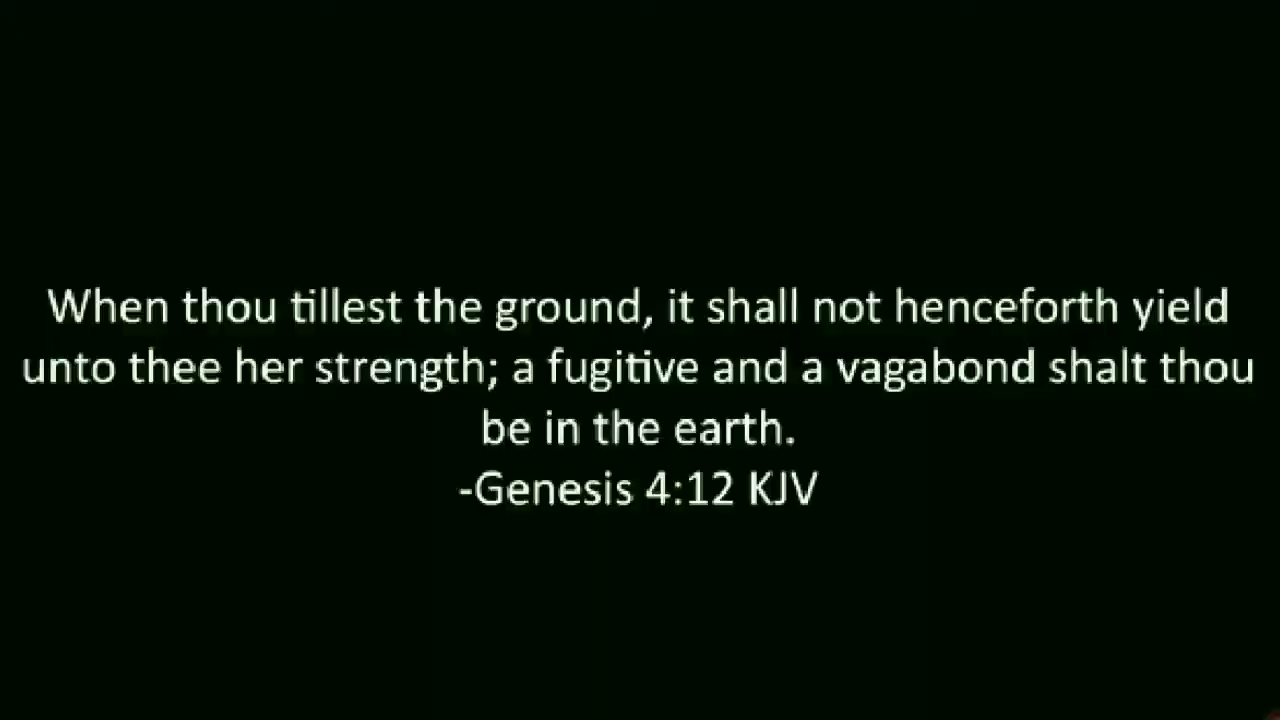 When thou tillest the ground, it shall not henceforth yield
unto thee her strength; a fugitive and a vagabond shalt thou
be in the earth.
-Genesis 4:12 KJV